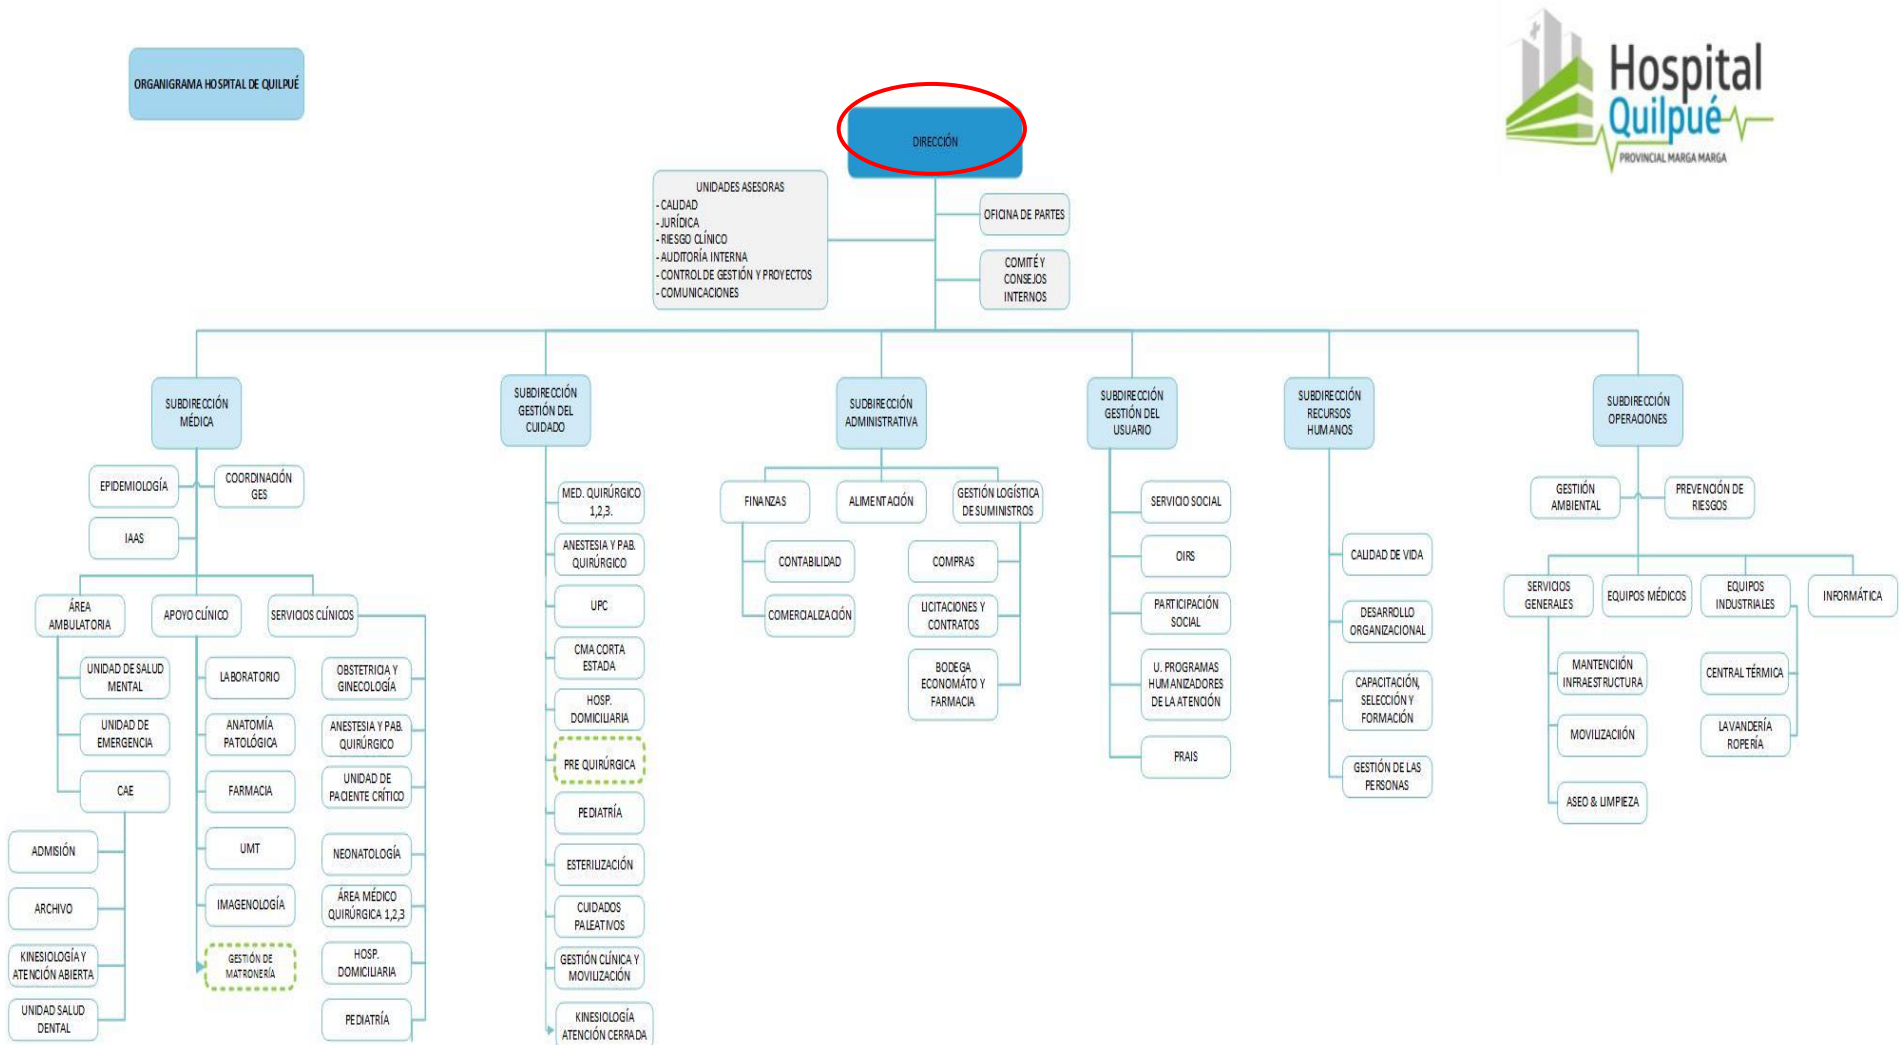 ORGANIGRAMA HOSPITAL DE QUILPUÉ
Hospital
Quilpué
PROVINCIAL MARGA MARGA
DIRECCIÓN
UNIDADES ASESORAS
- CALIDAD
- JURÍDICA
- RIESGO CLÍNICO
- AUDITORÍA INTERNA
- CONTROL DE GESTIÓN Y PROYECTOS
- COMUNICACIONES
OFICINA DE PARTES
COMITÉ Y
CONSEJOS
INTERNOS
SUBDIRECCIÓN
MÉDICA
SUBDIRECCIÓN
GESTIÓN DEL
CUIDADO
SUDBIRECCIÓN
ADMINISTRATIVA
SUBDIRECCIÓN
GESTIÓN DEL
USUARIO
SUBDIRECCIÓN
RECURSOS
HUMANOS
SUBDIRECCIÓN
OPERACIONES
EPIDEMIOLOGÍA
COORDINACIÓN
GES
IAAS
ÁREA
AMBULATORIA
APOYO CLÍNICO
SERVICIOS CLÍNICOS
UNIDAD DE SALUD
MENTAL
UNIDAD DE
EMERGENCIA
CAE
ADMISIÓN
ARCHIVO
KINESIOLOGÍA Y
ATENCIÓN ABIERTA
UNIDAD SALUD
DENTAL
LABORATORIO
ANATOMÍA
PATOLÓGICA
FARMACIA
UMT
IMAGENOLOGÍA
GESTIÓN DE
MATRONERÍA
OBSTETRICIA Y
GINECOLOGÍA
ANESTESIA Y PAB.
QUIRÚRGICO
UNIDAD DE
PACIENTE CRÍTICO
NEONATOLOGÍA
ÁREA MÉDICO
QUIRÚRGICA 1,2,3
HOSP.
DOMICILIARIA
PEDIATRÍA
MED. QUIRÚRGICO
1,2,3.
ANESTESIA Y PAB.
QUIRÚRGICO
UPC
CMA CORTA
ESTADA
HOSP.
DOMICILIARIA
PRE QUIRÚRGICA
PEDIATRÍA
ESTERILIZACIÓN
CUIDADOS
PALEATIVOS
GESTIÓN CLÍNICA Y
MOVILIZACIÓN
KINESIOLOGÍA
ATENCIÓN CERRADA
FINANZAS
ALIMENTACIÓN
GESTIÓN LOGÍSTICA
DE SUMINISTROS
CONTABILIDAD
COMERCIALIZACIÓN
COMPRAS
LICITACIONES Y
CONTRATOS
BODEGA
ECONOMÁTO Y
FARMACIA
SERVICIO SOCIAL
OIRS
PARTICIPACIÓN
SOCIAL
U. PROGRAMAS
HUMANIZADORES
DE LA ATENCIÓN
PRAIS
CALIDAD DE VIDA
DESARROLLO
ORGANIZACIONAL
CAPACITACIÓN,
SELECCIÓN Y
FORMACIÓN
GESTIÓN DE LAS
PERSONAS
GESTIIÓN
AMBIENTAL
PREVENCIÓN DE
RIESGOS
SERVICIOS
GENERALES
EQUIPOS MÉDICOS
EQUIPOS
INDUSTRIALES
INFORMÁTICA
MANTENCIIÓN
INFRAESTRUCTURA
MOVILIZACIIÓN
ASEO & LIMPIEZA
CENTRAL TÉRMICA
LAVANDERÍA
ROPERÍA